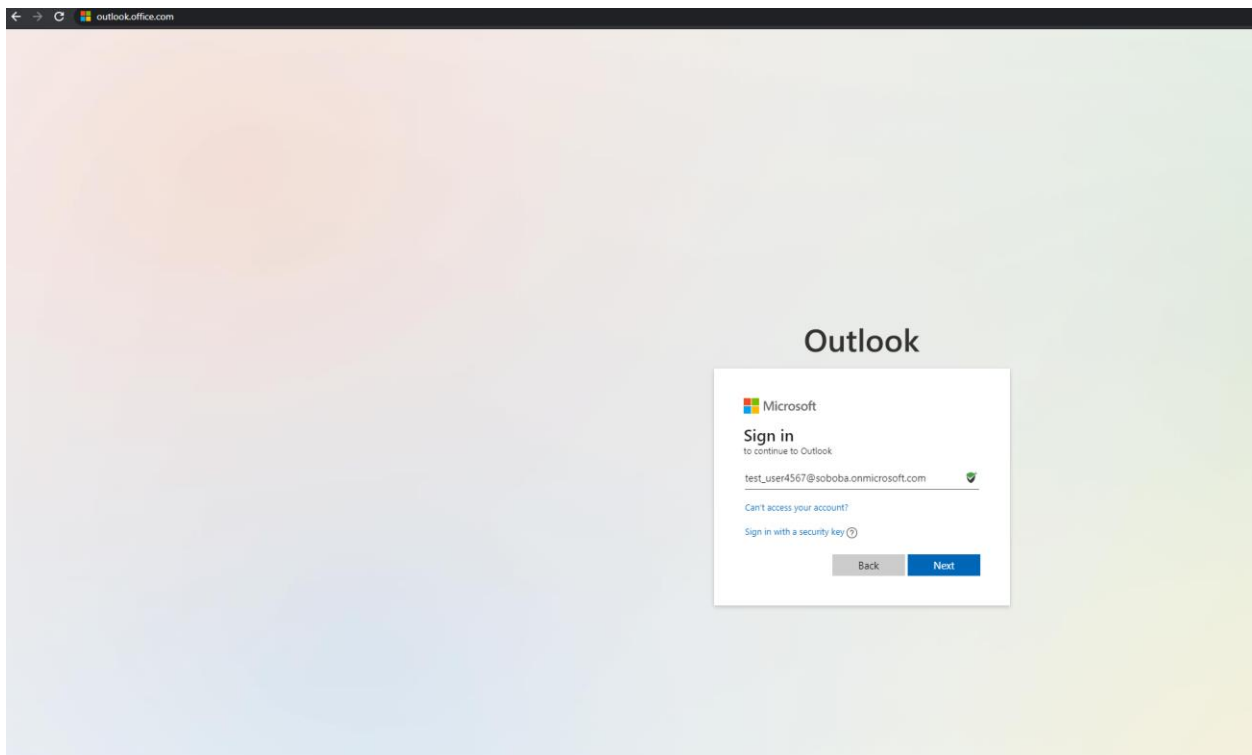 outlook.office.com
Outlook
Microsoft
Sign in
to continue to Outlook
test_user4567@soboba.onmicrosoft.com
Can't access your account?
Sign in with a security key ?
Back Next